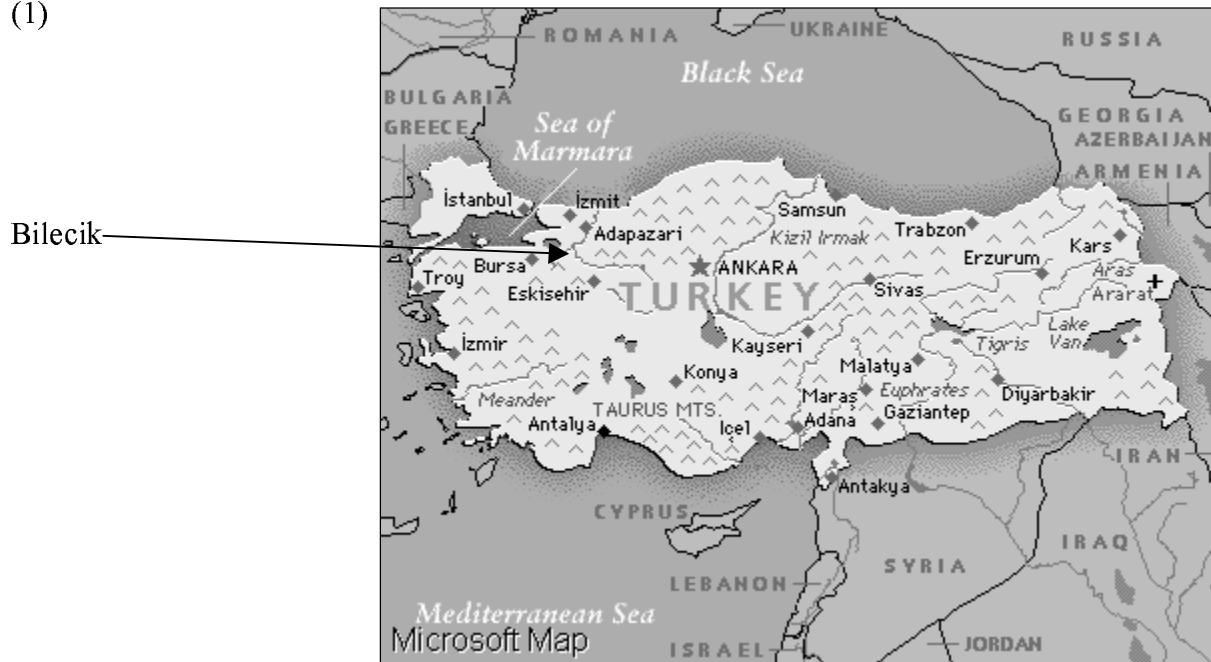 (1)
ROMANIA
UKRAINE
RUSSIA
Black Sea
BULGARIA
GREECE
GEORGIA
AZERBAIJAN
ARMENIA
Sea of
Marmara
İstanbul
İzmit
Samsun
Adapazari
Kizil Irmak
Trabzon
Kars
Bilecik
Bursa
ANKARA
Erzurum
Aras
Troy
Eskisehir
TURKEY
Sivas
Ararat
İzmir
Kayseri
Tigris
Lake
Van
Malatya
Konya
Euphrates
Diyarbakir
Meander
Maraş
TAURUS MTS.
Gaziantep
Antalya
Içel
Adana
IRAN
Antakya
CYPRUS
IRAQ
SYRIA
LEBANON
Mediterranean Sea
Microsoft Map
ISRAEL
JORDAN